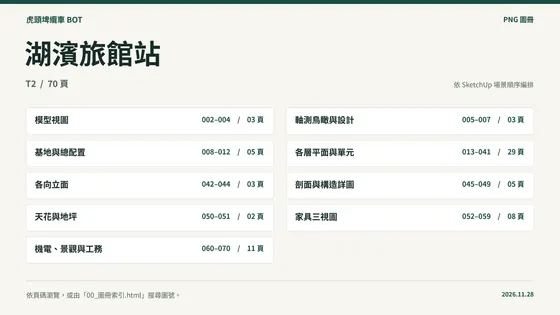 虎頭埤纜車 BOT
PNG 圖冊
湖濱旅館站
T2 / 70 頁
依 SketchUp 場景順序編排
模型視圖 002–004 / 03 頁
軸測鳥瞰與設計 005–007 / 03 頁
基地與總配置 008–012 / 05 頁
各層平面與單元 013–041 / 29 頁
各向立面 042–044 / 03 頁
剖面與構造詳圖 045–049 / 05 頁
天花與地坪 050–051 / 02 頁
家具三視圖 052–059 / 08 頁
機電、景觀與工務 060–070 / 11 頁
依頁碼瀏覽，或由「00_圖冊索引.html」搜尋圖號。
2026.11.28